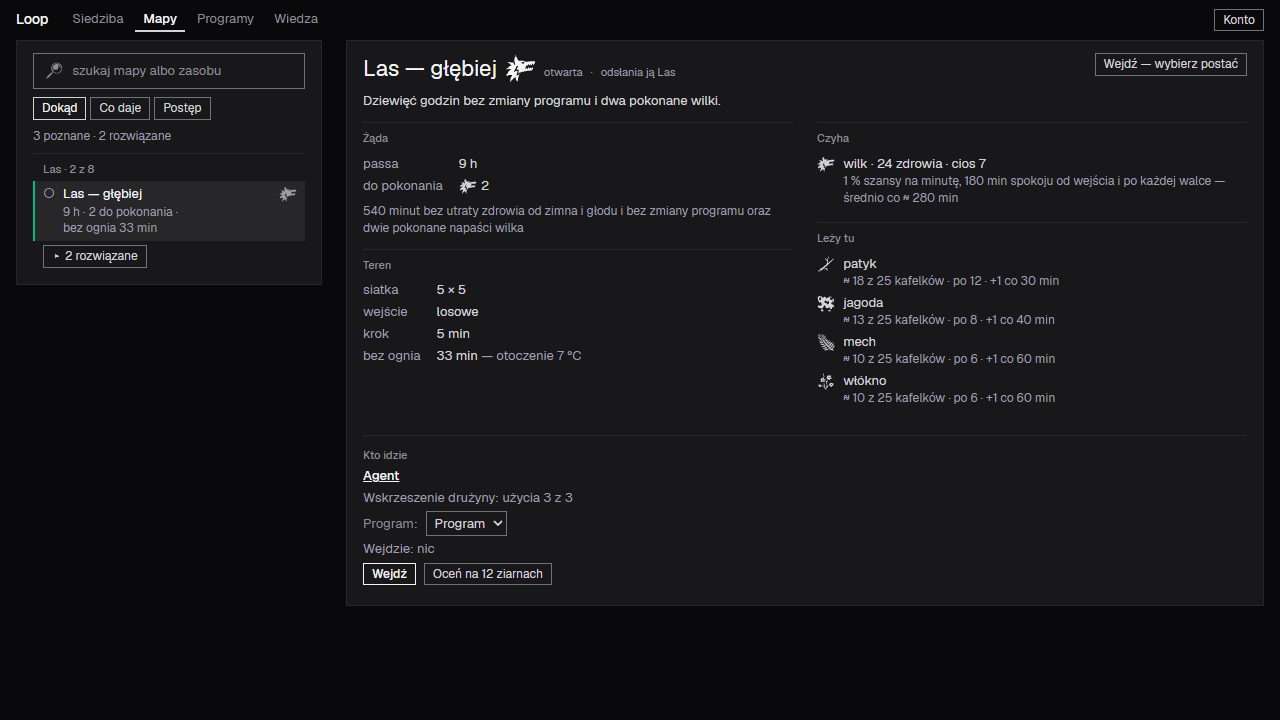 Loop Siedziba Mapy Programy Wiedza Konto
szukaj mapy albo zasobu
Dokąd Co daje Postęp
3 poznane · 2 rozwiązane
Las · 2 z 8
Las — głębiej
9 h · 2 do pokonania ·
bez ognia 33 min
‣ 2 rozwiązane
Las — głębiej otwarta · odsłania ją Las
Wejdź — wybierz postać
Dziewięć godzin bez zmiany programu i dwa pokonane wilki.
Żąda
passa 9 h
do pokonania 2
540 minut bez utraty zdrowia od zimna i głodu i bez zmiany programu oraz
dwie pokonane napaści wilka
Teren
siatka 5 × 5
wejście losowe
krok 5 min
bez ognia 33 min — otoczenie 7 °C
Czyha
wilk · 24 zdrowia · cios 7
1 % szansy na minutę, 180 min spokoju od wejścia i po każdej walce —
średnio co ≈ 280 min
Leży tu
patyk
≈ 18 z 25 kafelków · po 12 · +1 co 30 min
jagoda
≈ 13 z 25 kafelków · po 8 · +1 co 40 min
mech
≈ 10 z 25 kafelków · po 6 · +1 co 60 min
włókno
≈ 10 z 25 kafelków · po 6 · +1 co 60 min
Kto idzie
Agent
Wskrzeszenie drużyny: użycia 3 z 3
Program: Program
Wejdzie: nic
Wejdź Oceń na 12 ziarnach